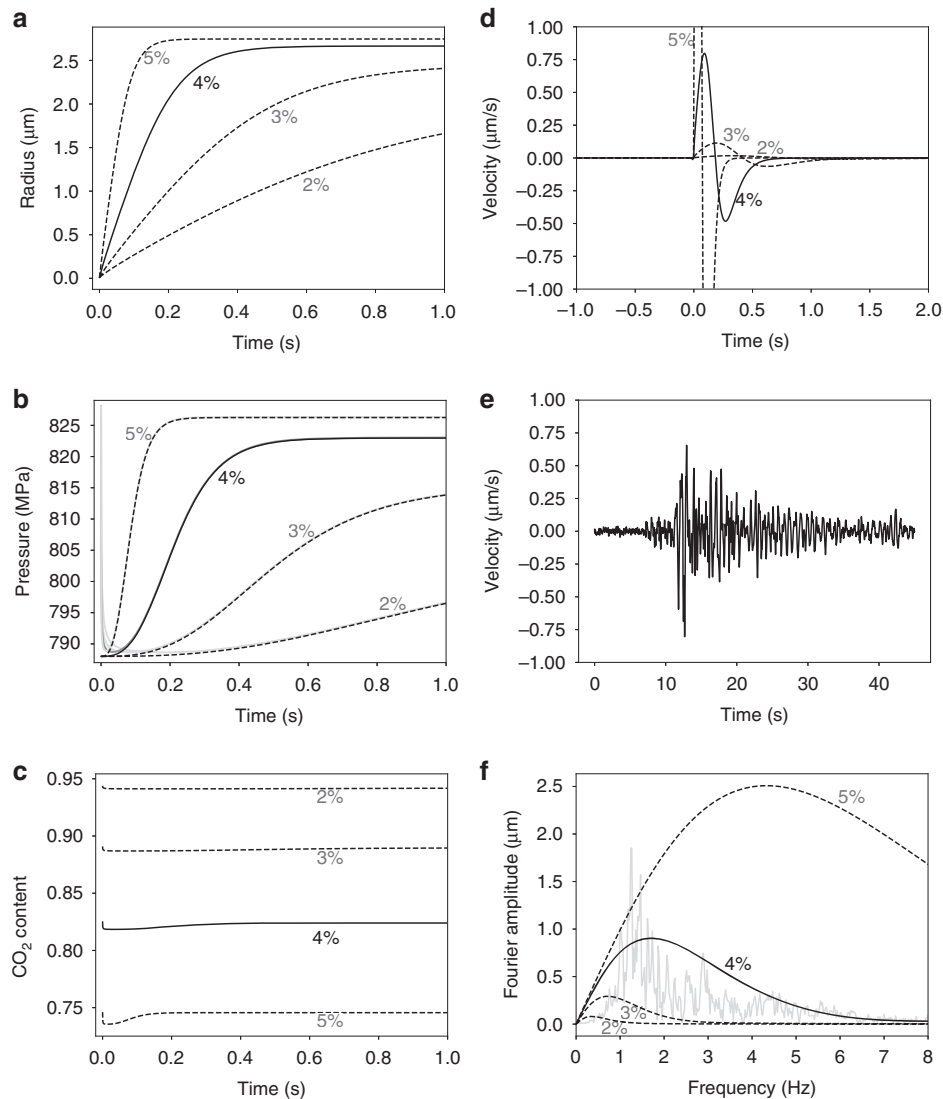 a
Radius (μm)
2.5
2.0
1.5
1.0
0.5
0.0
5%
4%
3%
2%
0.0 0.2 0.4 0.6 0.8 1.0
Time (s)
d
Velocity (μm/s)
1.00
0.75
0.50
0.25
0.00
−0.25
−0.50
−0.75
−1.00
5%
3%
2%
4%
−1.0 −0.5 0.0 0.5 1.0 1.5 2.0
Time (s)
b
Pressure (MPa)
825
820
815
810
805
800
795
790
5%
4%
3%
2%
0.0 0.2 0.4 0.6 0.8 1.0
Time (s)
e
Velocity (μm/s)
1.00
0.75
0.50
0.25
0.00
−0.25
−0.50
−0.75
−1.00
0 10 20 30 40
Time (s)
c
CO2 content
0.95
0.90
0.85
0.80
0.75
2%
3%
4%
5%
0.0 0.2 0.4 0.6 0.8 1.0
Time (s)
f
Fourier amplitude (μm)
2.5
2.0
1.5
1.0
0.5
0.0
5%
4%
3%
2%
0 1 2 3 4 5 6 7 8
Frequency (Hz)